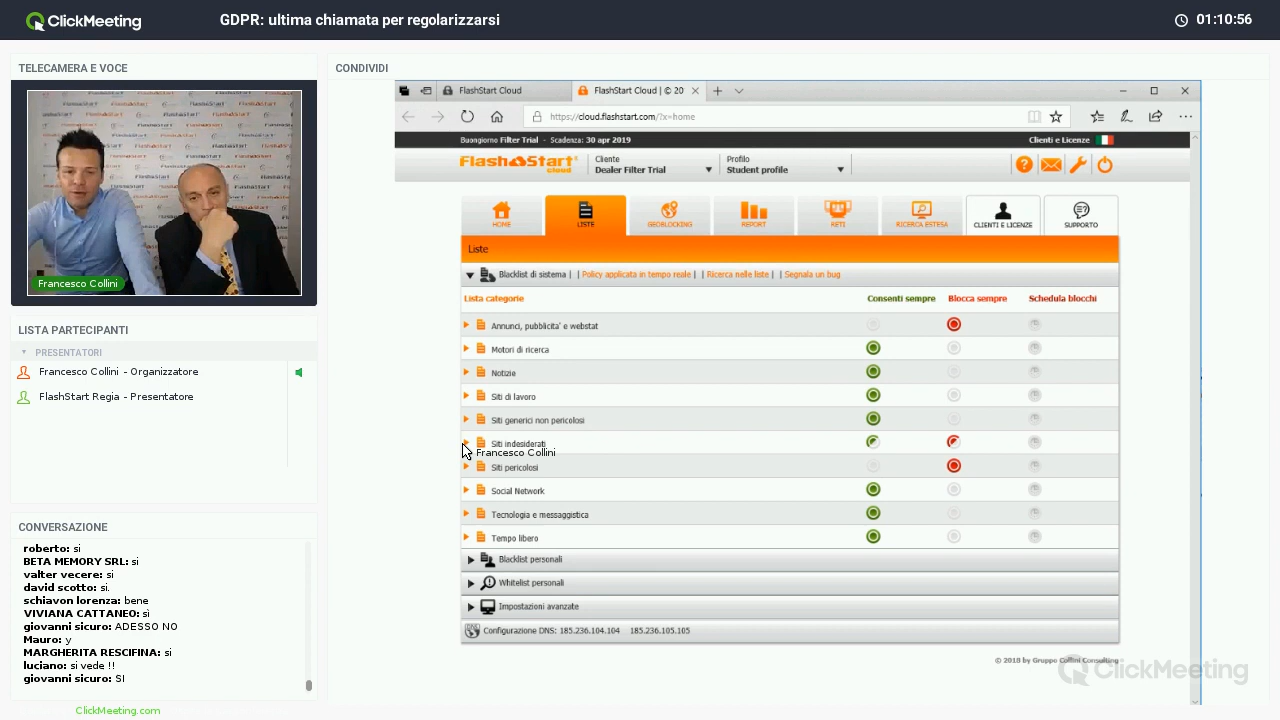 ClickMeeting
GDPR: ultima chiamata per regolarizzarsi
01:10:56
TELECAMERA E VOCE
Francesco Collini
LISTA PARTECIPANTI
PRESENTATORI
Francesco Collini - Organizzatore
FlashStart Regia - Presentatore
CONVERSAZIONE
roberto: si
BETA MEMORY SRL: si
valter vecere: si
david scotto: si.
schiavon lorenza: bene
VIVIANA CATTANEO: sì
giovanni sicuro: ADESSO NO
Mauro: y
MARGHERITA RESCIFINA: si
luciano: si vede !!
giovanni sicuro: SI
ClickMeeting.com
CONDIVIDI
FlashStart Cloud
FlashStart Cloud | © 20
https://cloud.flashstart.com/?x=home
Buongiorno Filter Trial - Scadenza: 30 apr 2019
Clienti e Licenze
FlashStart cloud
Cliente
Dealer Filter Trial
Profilo
Student profile
HOME
LISTE
GEOBLOCKING
REPORT
RETI
RICERCA ESTESA
CLIENTI E LICENZE
SUPPORTO
Liste
Blacklist di sistema | | Policy applicata in tempo reale | | Ricerca nelle liste | | Segnala un bug
Lista categorie Consenti sempre Blocca sempre Schedula blocchi
Annunci, pubblicita' e webstat
Motori di ricerca
Notizie
Siti di lavoro
Siti generici non pericolosi
Siti indesiderati
Francesco Collini
Siti pericolosi
Social Network
Tecnologia e messaggistica
Tempo libero
Blacklist personali
Whitelist personali
Impostazioni avanzate
Configurazione DNS: 185.236.104.104 185.236.105.105
© 2018 by Gruppo Collini Consulting
ClickMeeting